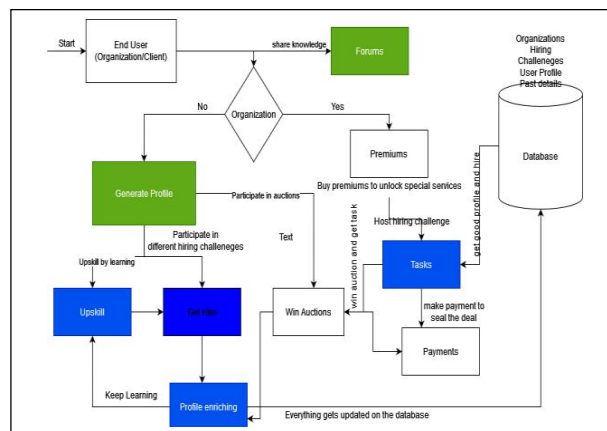 Organizations
Hiring
Challeneges
User Profile
Past details
Start
End User
(Organization/Client)
share knowledge
Forums
No
Organization
Yes
Premiums
Database
Generate Profile
Participate in auctions
Buy premiums to unlock special services
get good profile and hire
Participate in
different hiring challeneges
Text
Host hiring challenge
win auction and get task
Upskill by learning
Tasks
Upskill
Win Auctions
make payment to
seal the deal
Payments
Keep Learning
Profile enriching
Everything gets updated on the database